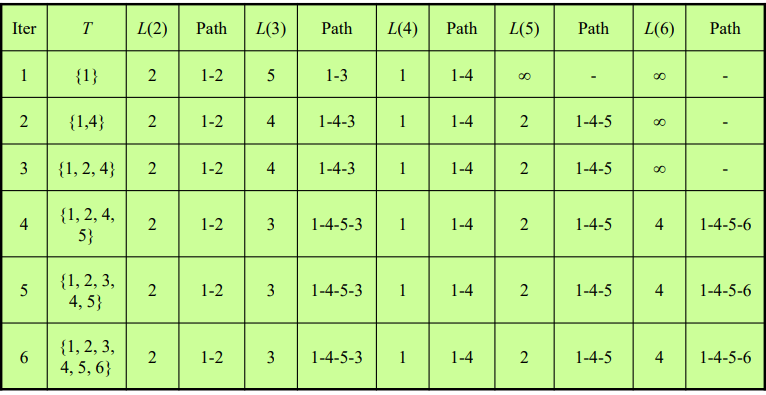 Iter T L(2) Path L(3) Path L(4) Path L(5) Path L(6) Path
1 {1} 2 1-2 5 1-3 1 1-4 ∞ - ∞ -
2 {1,4} 2 1-2 4 1-4-3 1 1-4 2 1-4-5 ∞ -
3 {1, 2, 4} 2 1-2 4 1-4-3 1 1-4 2 1-4-5 ∞ -
4 {1, 2, 4, 5} 2 1-2 3 1-4-5-3 1 1-4 2 1-4-5 4 1-4-5-6
5 {1, 2, 3, 4, 5} 2 1-2 3 1-4-5-3 1 1-4 2 1-4-5 4 1-4-5-6
6 {1, 2, 3, 4, 5, 6} 2 1-2 3 1-4-5-3 1 1-4 2 1-4-5 4 1-4-5-6